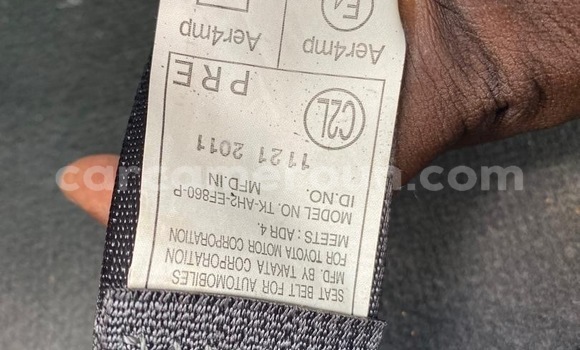 SEAT BELT FOR AUTOMOBILES
MFD. BY TAKATA CORPORATION
FOR TOYOTA MOTOR CORPORATION
MEETS : ADR 4.
MODEL NO. TK-AH2-EF860-P
ID.NO.
MFD.IN
1121 2011
C2L
PRE
Aer4mp
Aer4mp
E4